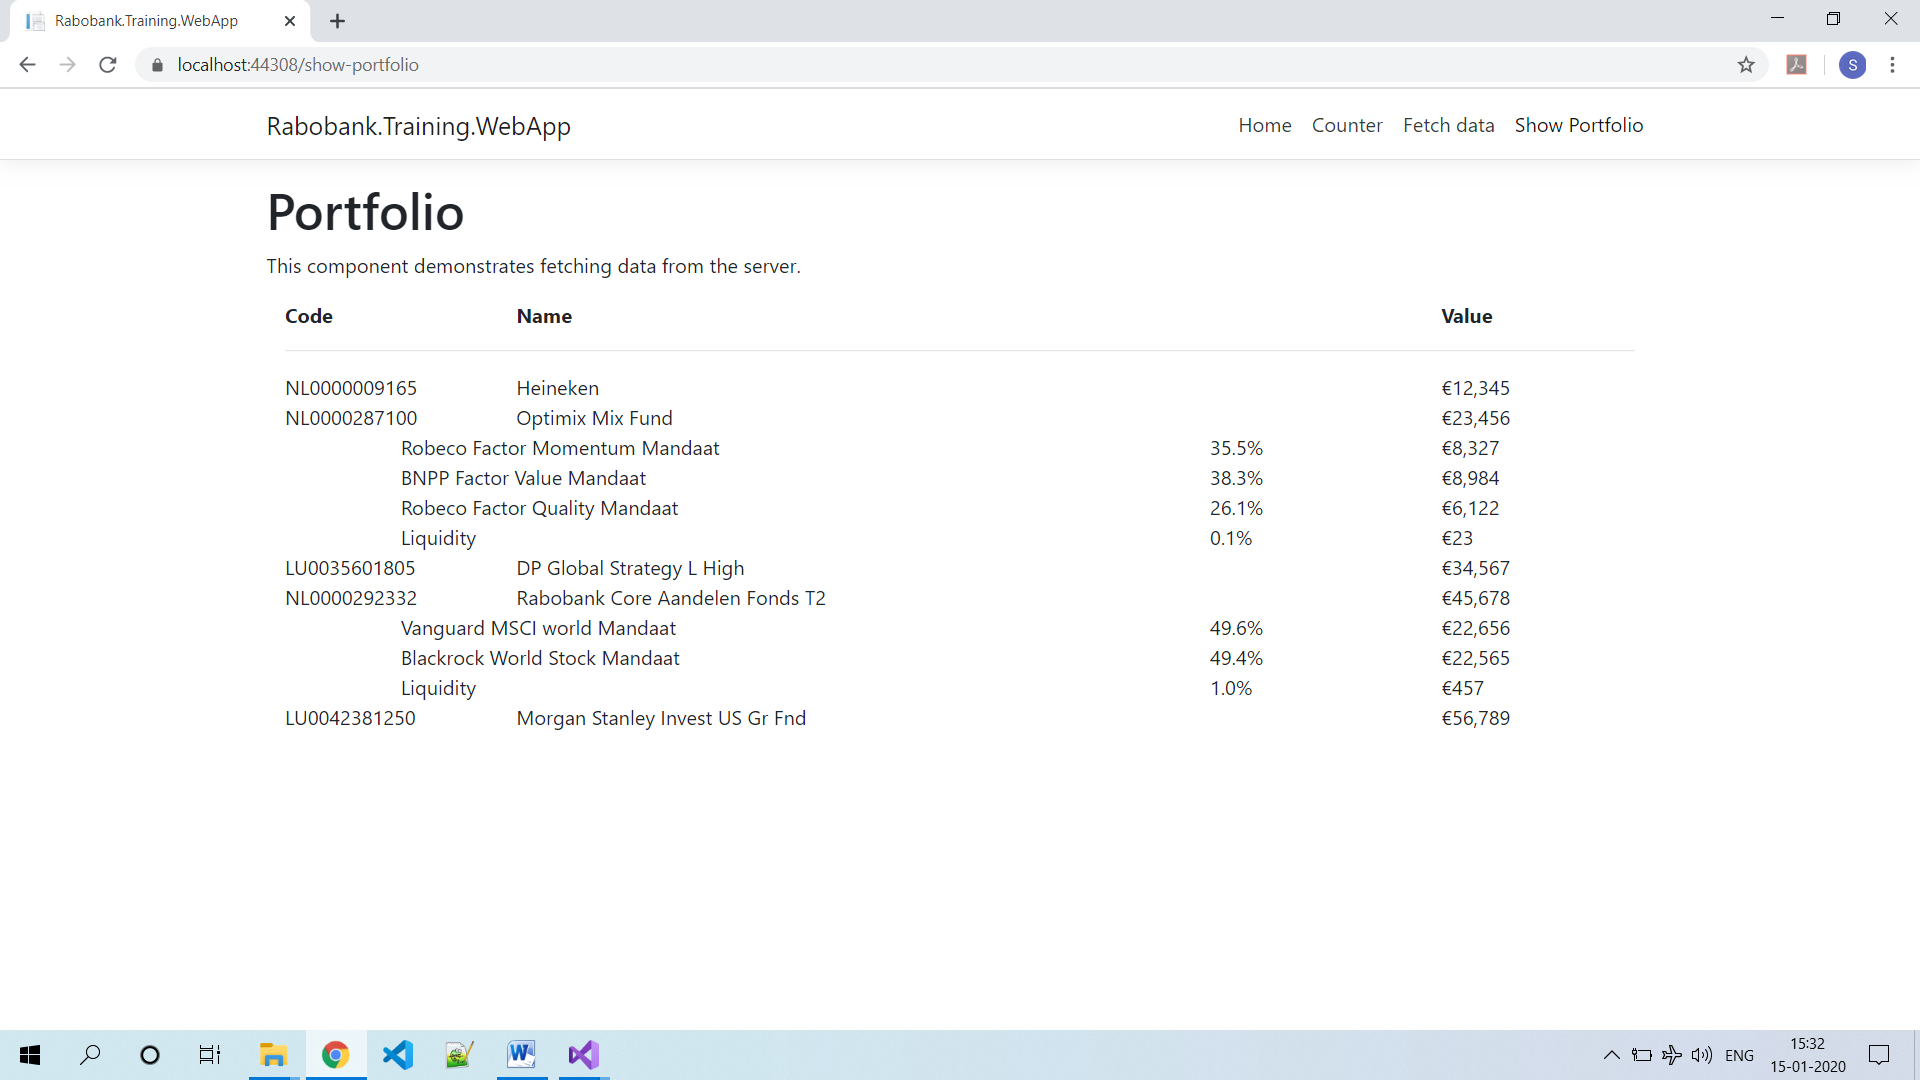 Rabobank.Training.WebApp
localhost:44308/show-portfolio
S
Rabobank.Training.WebApp Home Counter Fetch data Show Portfolio
Portfolio
This component demonstrates fetching data from the server.
Code Name Value
NL0000009165 Heineken €12,345
NL0000287100 Optimix Mix Fund €23,456
Robeco Factor Momentum Mandaat 35.5% €8,327
BNPP Factor Value Mandaat 38.3% €8,984
Robeco Factor Quality Mandaat 26.1% €6,122
Liquidity 0.1% €23
LU0035601805 DP Global Strategy L High €34,567
NL0000292332 Rabobank Core Aandelen Fonds T2 €45,678
Vanguard MSCI world Mandaat 49.6% €22,656
Blackrock World Stock Mandaat 49.4% €22,565
Liquidity 1.0% €457
LU0042381250 Morgan Stanley Invest US Gr Fnd €56,789
ENG 15:32
15-01-2020